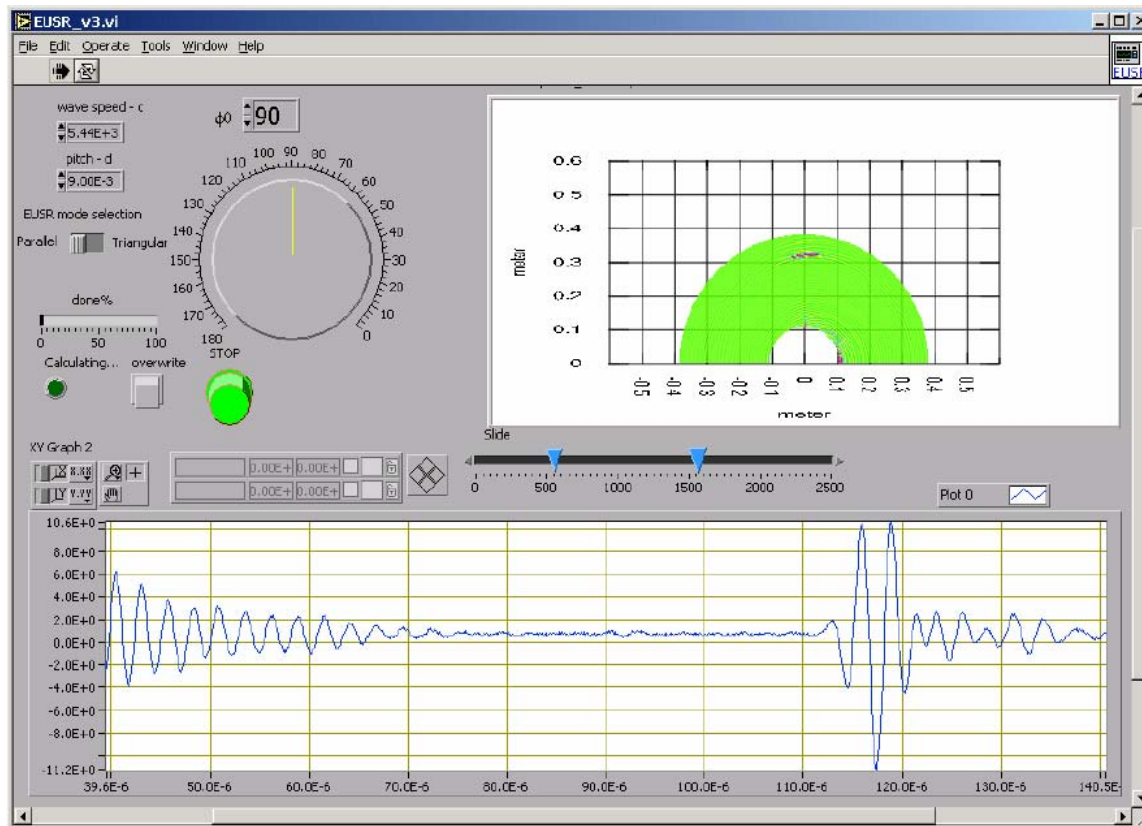 EUSR_v3.vi
File Edit Operate Tools Window Help
EUSR
wave speed - c
5.44E+3
pitch - d
9.00E-3
ϕ0 90
EUSR mode selection
Parallel Triangular
done%
0 50 100
Calculating... overwrite
STOP
180 170 160 150 140 130 120 110 100 90 80 70 60 50 40 30 20 10 0
0.6
0.5
0.4
0.3
0.2
0.1
0
meter
-0.5 -0.4 -0.3 -0.2 -0.1 0 0.1 0.2 0.3 0.4 0.5
meter
Slide
0 500 1000 1500 2000 2500
XY Graph 2
X X.XX
Y Y.YY
0.00E+ 0.00E+
0.00E+ 0.00E+
Plot 0
10.6E+0
8.0E+0
6.0E+0
4.0E+0
2.0E+0
0.0E+0
-2.0E+0
-4.0E+0
-6.0E+0
-8.0E+0
-11.2E+0
39.6E-6 50.0E-6 60.0E-6 70.0E-6 80.0E-6 90.0E-6 100.0E-6 110.0E-6 120.0E-6 130.0E-6 140.5E-